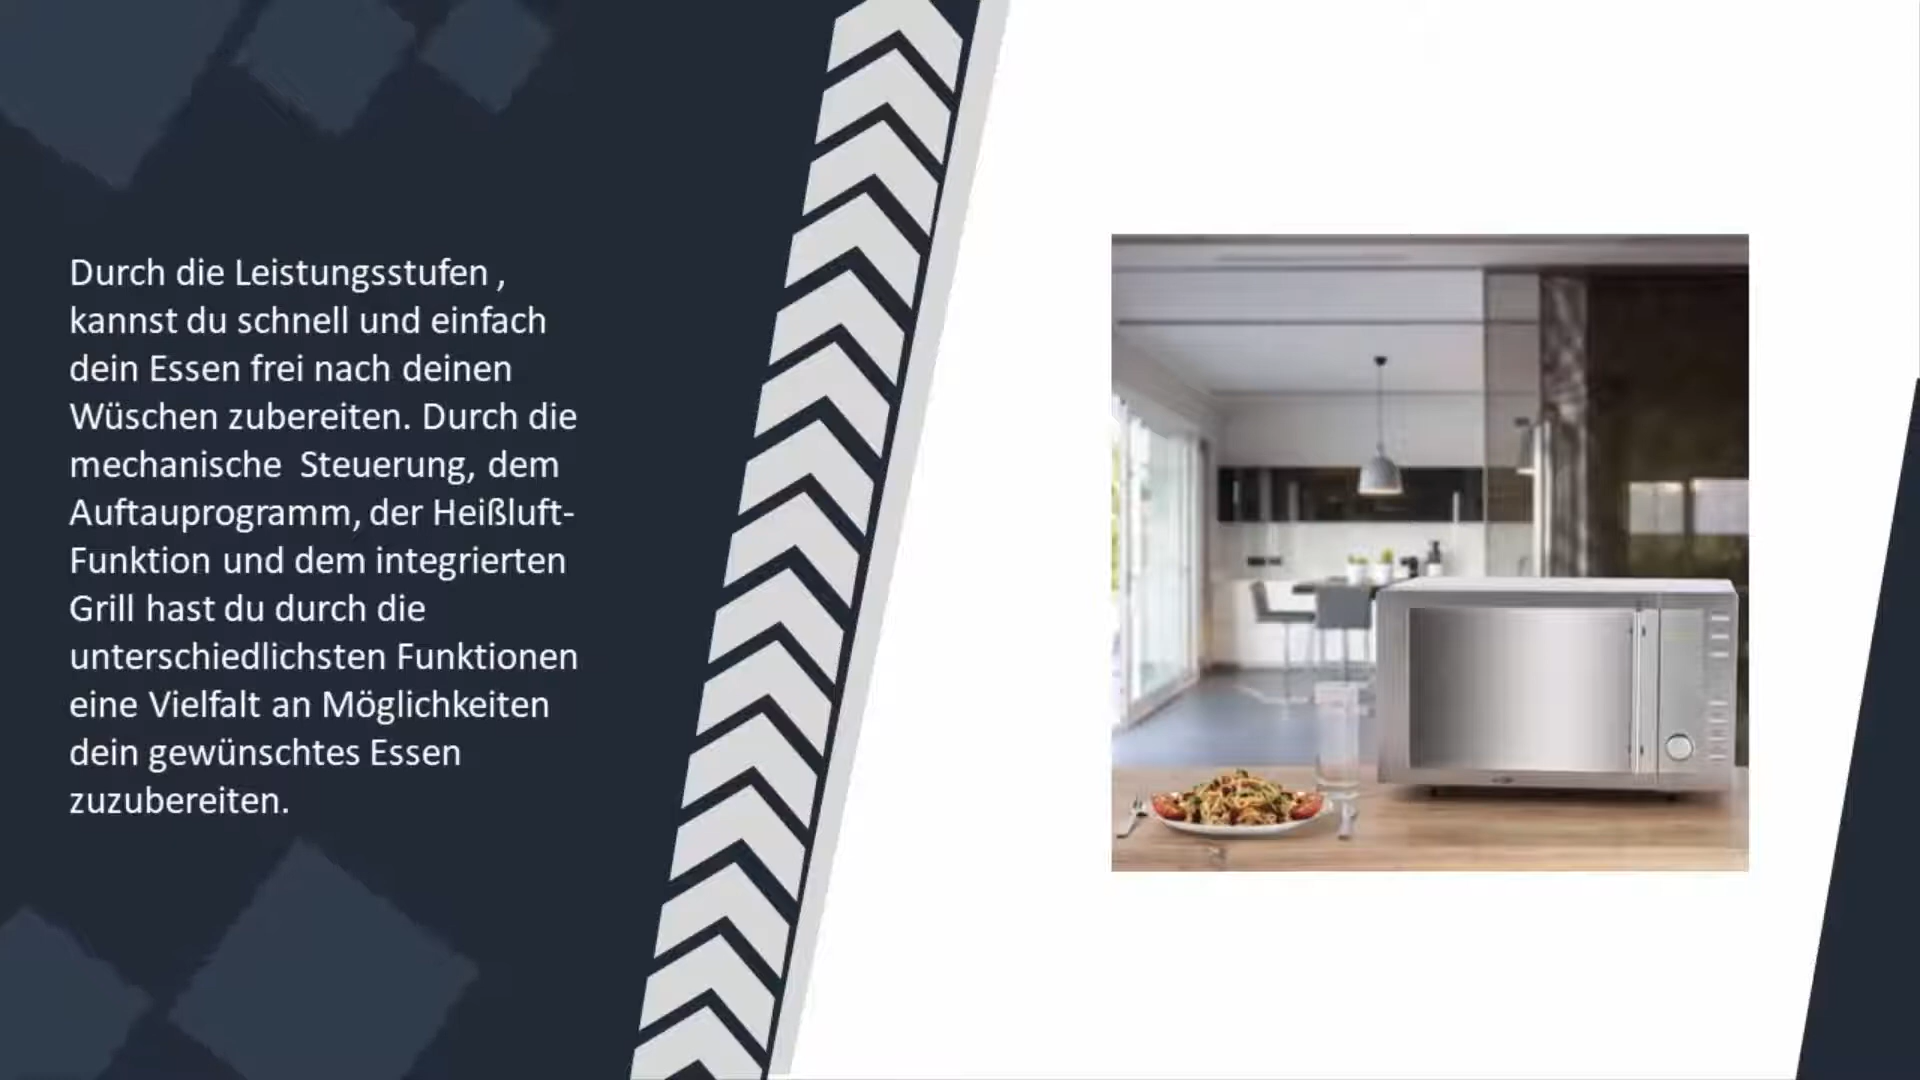 Durch die Leistungsstufen ,
kannst du schnell und einfach
dein Essen frei nach deinen
Wüschen zubereiten. Durch die
mechanische Steuerung, dem
Auftauprogramm, der Heißluft-
Funktion und dem integrierten
Grill hast du durch die
unterschiedlichsten Funktionen
eine Vielfalt an Möglichkeiten
dein gewünschtes Essen
zuzubereiten.